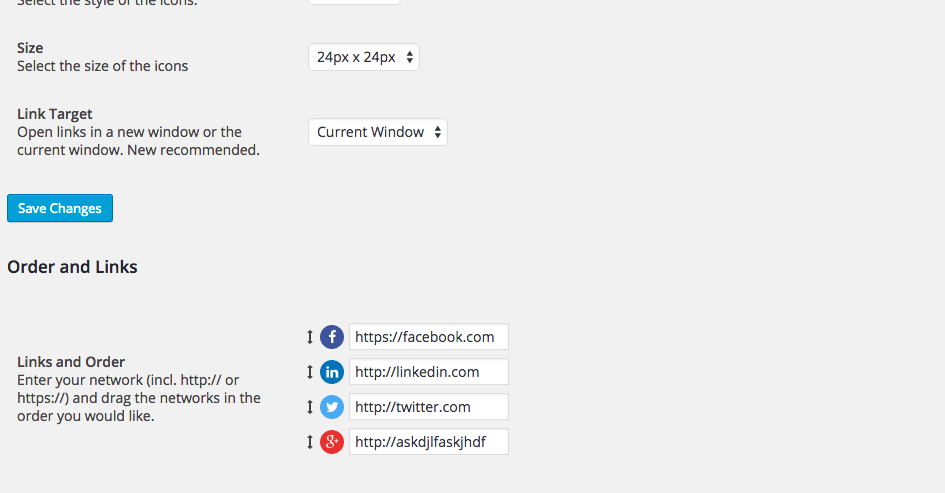 Select the style of the icons.
Size
Select the size of the icons
24px x 24px
Link Target
Open links in a new window or the
current window. New recommended.
Current Window
Save Changes
Order and Links
Links and Order
Enter your network (incl. http:// or
https://) and drag the networks in the
order you would like.
f https://facebook.com
in http://linkedin.com
http://twitter.com
g+ http://askdjlfaskjhdf